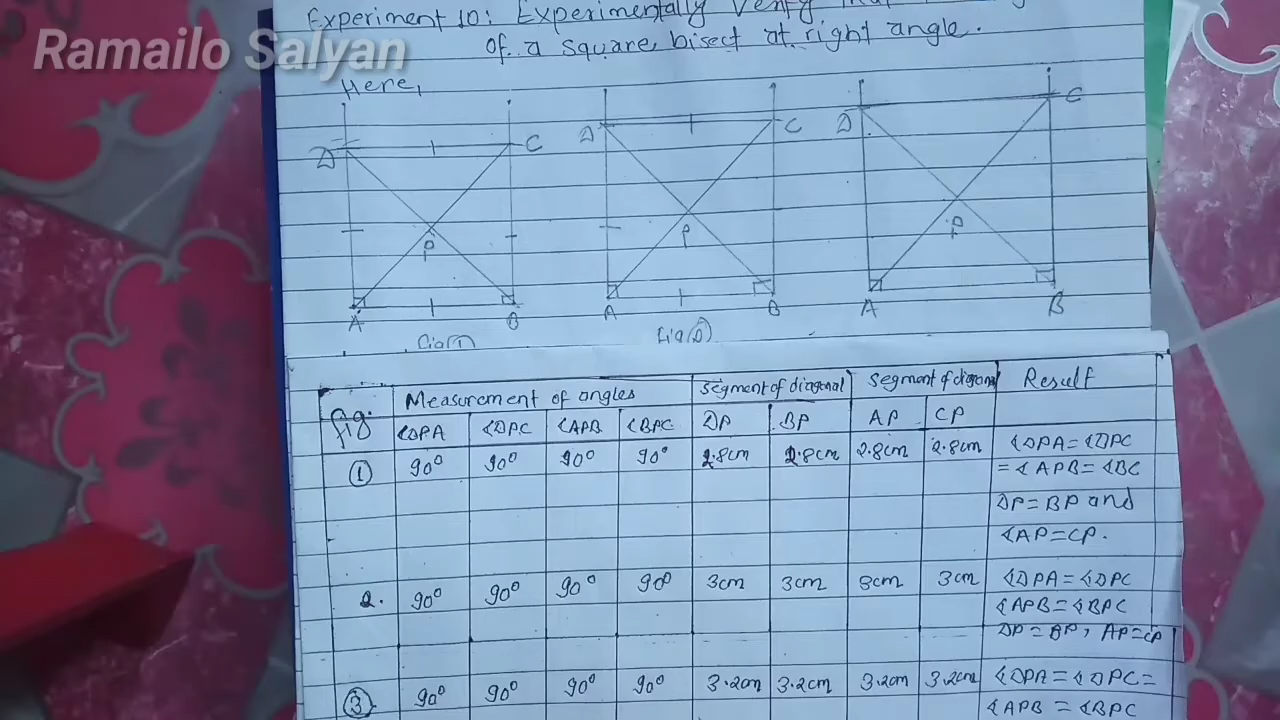 Experiment 10: Experimentally verify that
of a square bisect at right angle.
Ramailo Salyan
Here,
D C D C D C
P P P
A B A B A B
Fig(1) Fig(2)
fig. Measurement of angles Segment of diagonal Segment of diagonal Result
∢DPA ∢DPC ∢APB ∢BPC DP BP AP CP
① 90° 90° 90° 90° 2.8cm 2.8cm 2.8cm 2.8cm ∢DPA = ∢DPC
= ∢APB = ∢BC
DP = BP and
∢AP = CP.
2. 90° 90° 90° 90° 3cm 3cm 3cm 3cm ∢DPA = ∢DPC
∢APB = ∢BPC
DP = BP, AP = CP
③ 90° 90° 90° 90° 3.2cm 3.2cm 3.2cm 3.2cm ∢DPA = ∢DPC =
∢APB = ∢BPC